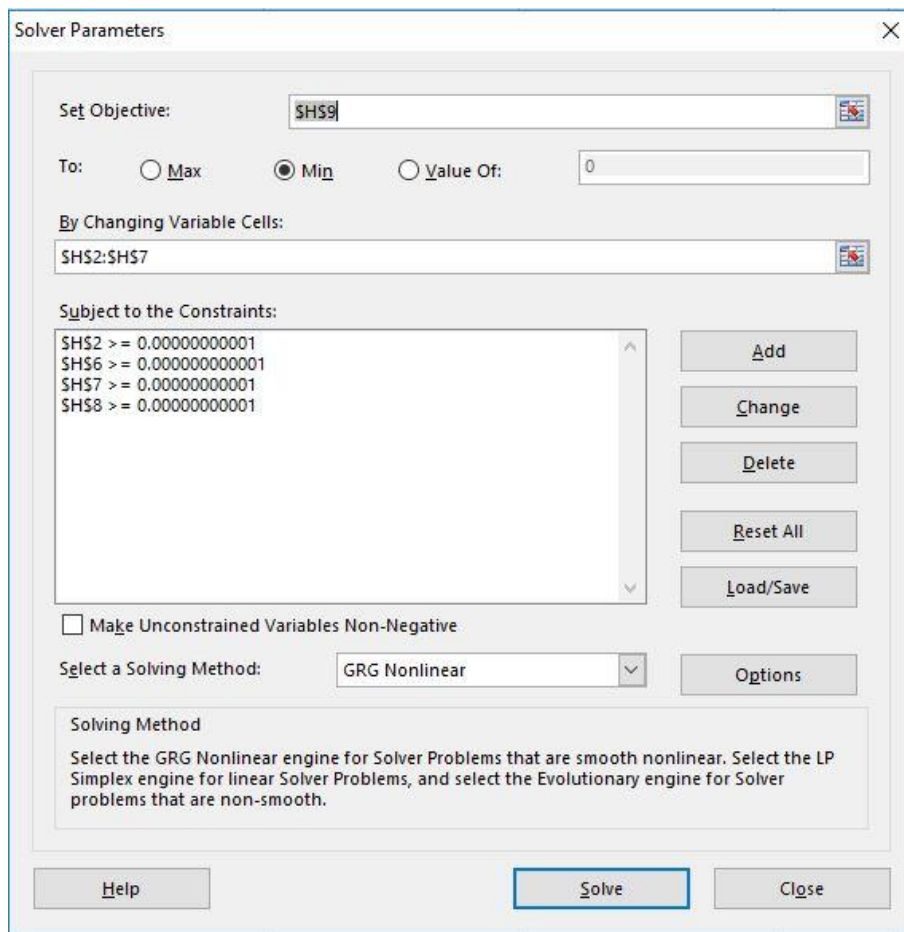 Solver Parameters
Set Objective:
$H$9
To:
Max
Min
Value Of:
0
By Changing Variable Cells:
$H$2:$H$7
Subject to the Constraints:
$H$2 >= 0.00000000001
$H$6 >= 0.000000000001
$H$7 >= 0.00000000001
$H$8 >= 0.00000000001
Add
Change
Delete
Reset All
Load/Save
Make Unconstrained Variables Non-Negative
Select a Solving Method:
GRG Nonlinear
Options
Solving Method
Select the GRG Nonlinear engine for Solver Problems that are smooth nonlinear. Select the LP
Simplex engine for linear Solver Problems, and select the Evolutionary engine for Solver
problems that are non-smooth.
Help
Solve
Close